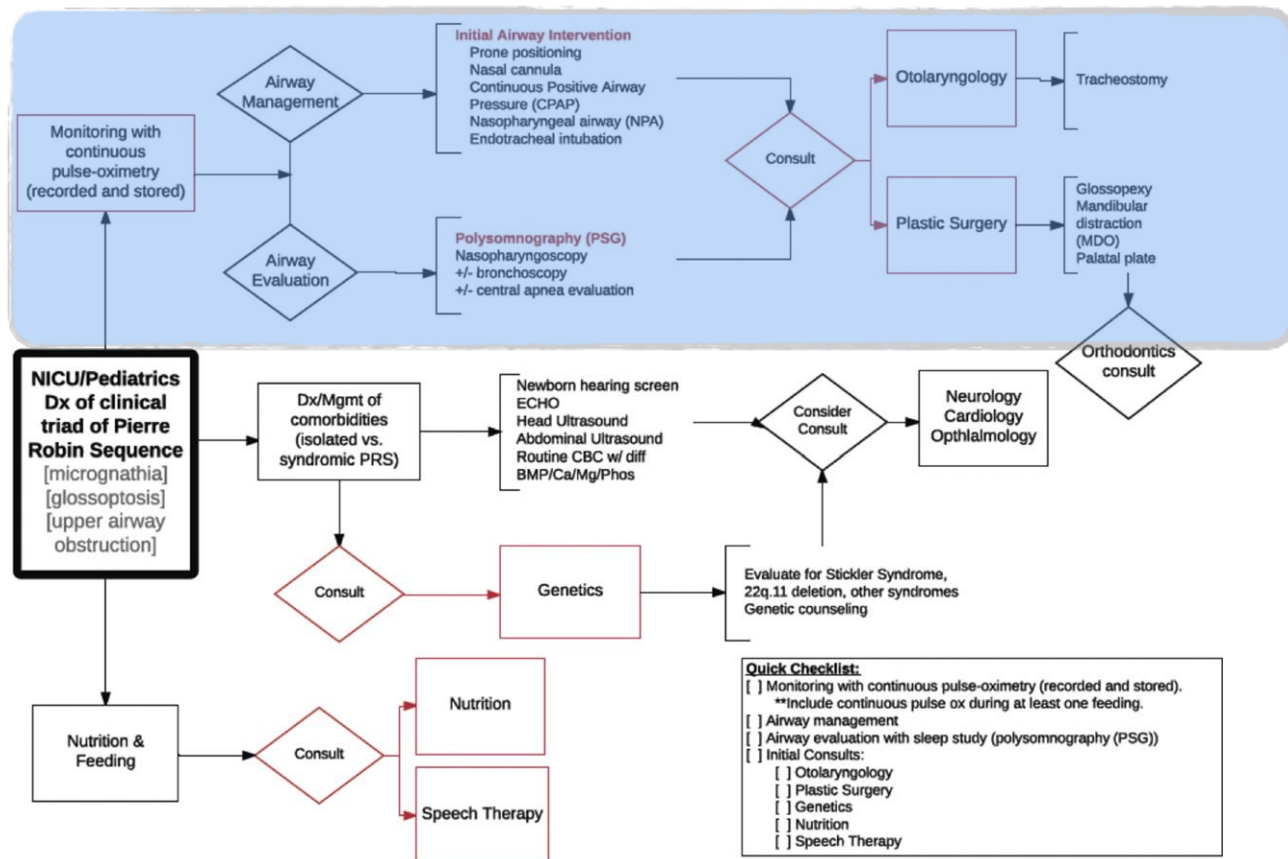 Initial Airway Intervention
Prone positioning
Nasal cannula
Continuous Positive Airway
Pressure (CPAP)
Nasopharyngeal airway (NPA)
Endotracheal intubation
Airway
Management
Monitoring with
continuous
pulse-oximetry
(recorded and stored)
Airway
Evaluation
Polysomnography (PSG)
Nasopharyngoscopy
+/- bronchoscopy
+/- central apnea evaluation
Consult
Otolaryngology
Tracheostomy
Plastic Surgery
Glossopexy
Mandibular
distraction
(MDO)
Palatal plate
Orthodontics
consult
NICU/Pediatrics
Dx of clinical
triad of Pierre
Robin Sequence
[micrognathia]
[glossoptosis]
[upper airway
obstruction]
Dx/Mgmt of
comorbidities
(isolated vs.
syndromic PRS)
Newborn hearing screen
ECHO
Head Ultrasound
Abdominal Ultrasound
Routine CBC w/ diff
BMP/Ca/Mg/Phos
Consider
Consult
Neurology
Cardiology
Opthlalmology
Consult
Genetics
Evaluate for Stickler Syndrome,
22q.11 deletion, other syndromes
Genetic counseling
Nutrition &
Feeding
Consult
Nutrition
Speech Therapy
Quick Checklist:
[ ] Monitoring with continuous pulse-oximetry (recorded and stored).
**Include continuous pulse ox during at least one feeding.
[ ] Airway management
[ ] Airway evaluation with sleep study (polysomnography (PSG))
[ ] Initial Consults:
[ ] Otolaryngology
[ ] Plastic Surgery
[ ] Genetics
[ ] Nutrition
[ ] Speech Therapy